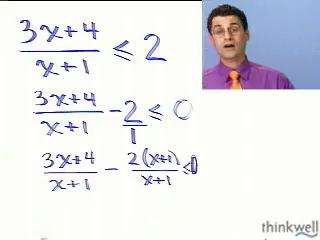 (3x+4)/(x+1) ≤ 2
(3x+4)/(x+1) - 2/1 ≤ 0
(3x+4)/(x+1) - 2(x+1)/(x+1) ≤ 0
thinkwell